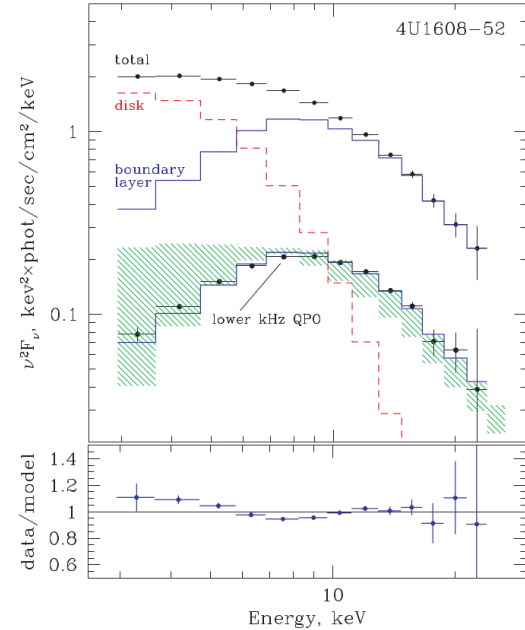 4U1608-52
total
disk
boundary
layer
lower kHz QPO
ν²Fᵥ, keV²×phot/sec/cm²/keV
1
0.1
data/model
1.4
1.2
1
0.8
0.6
10
Energy, keV